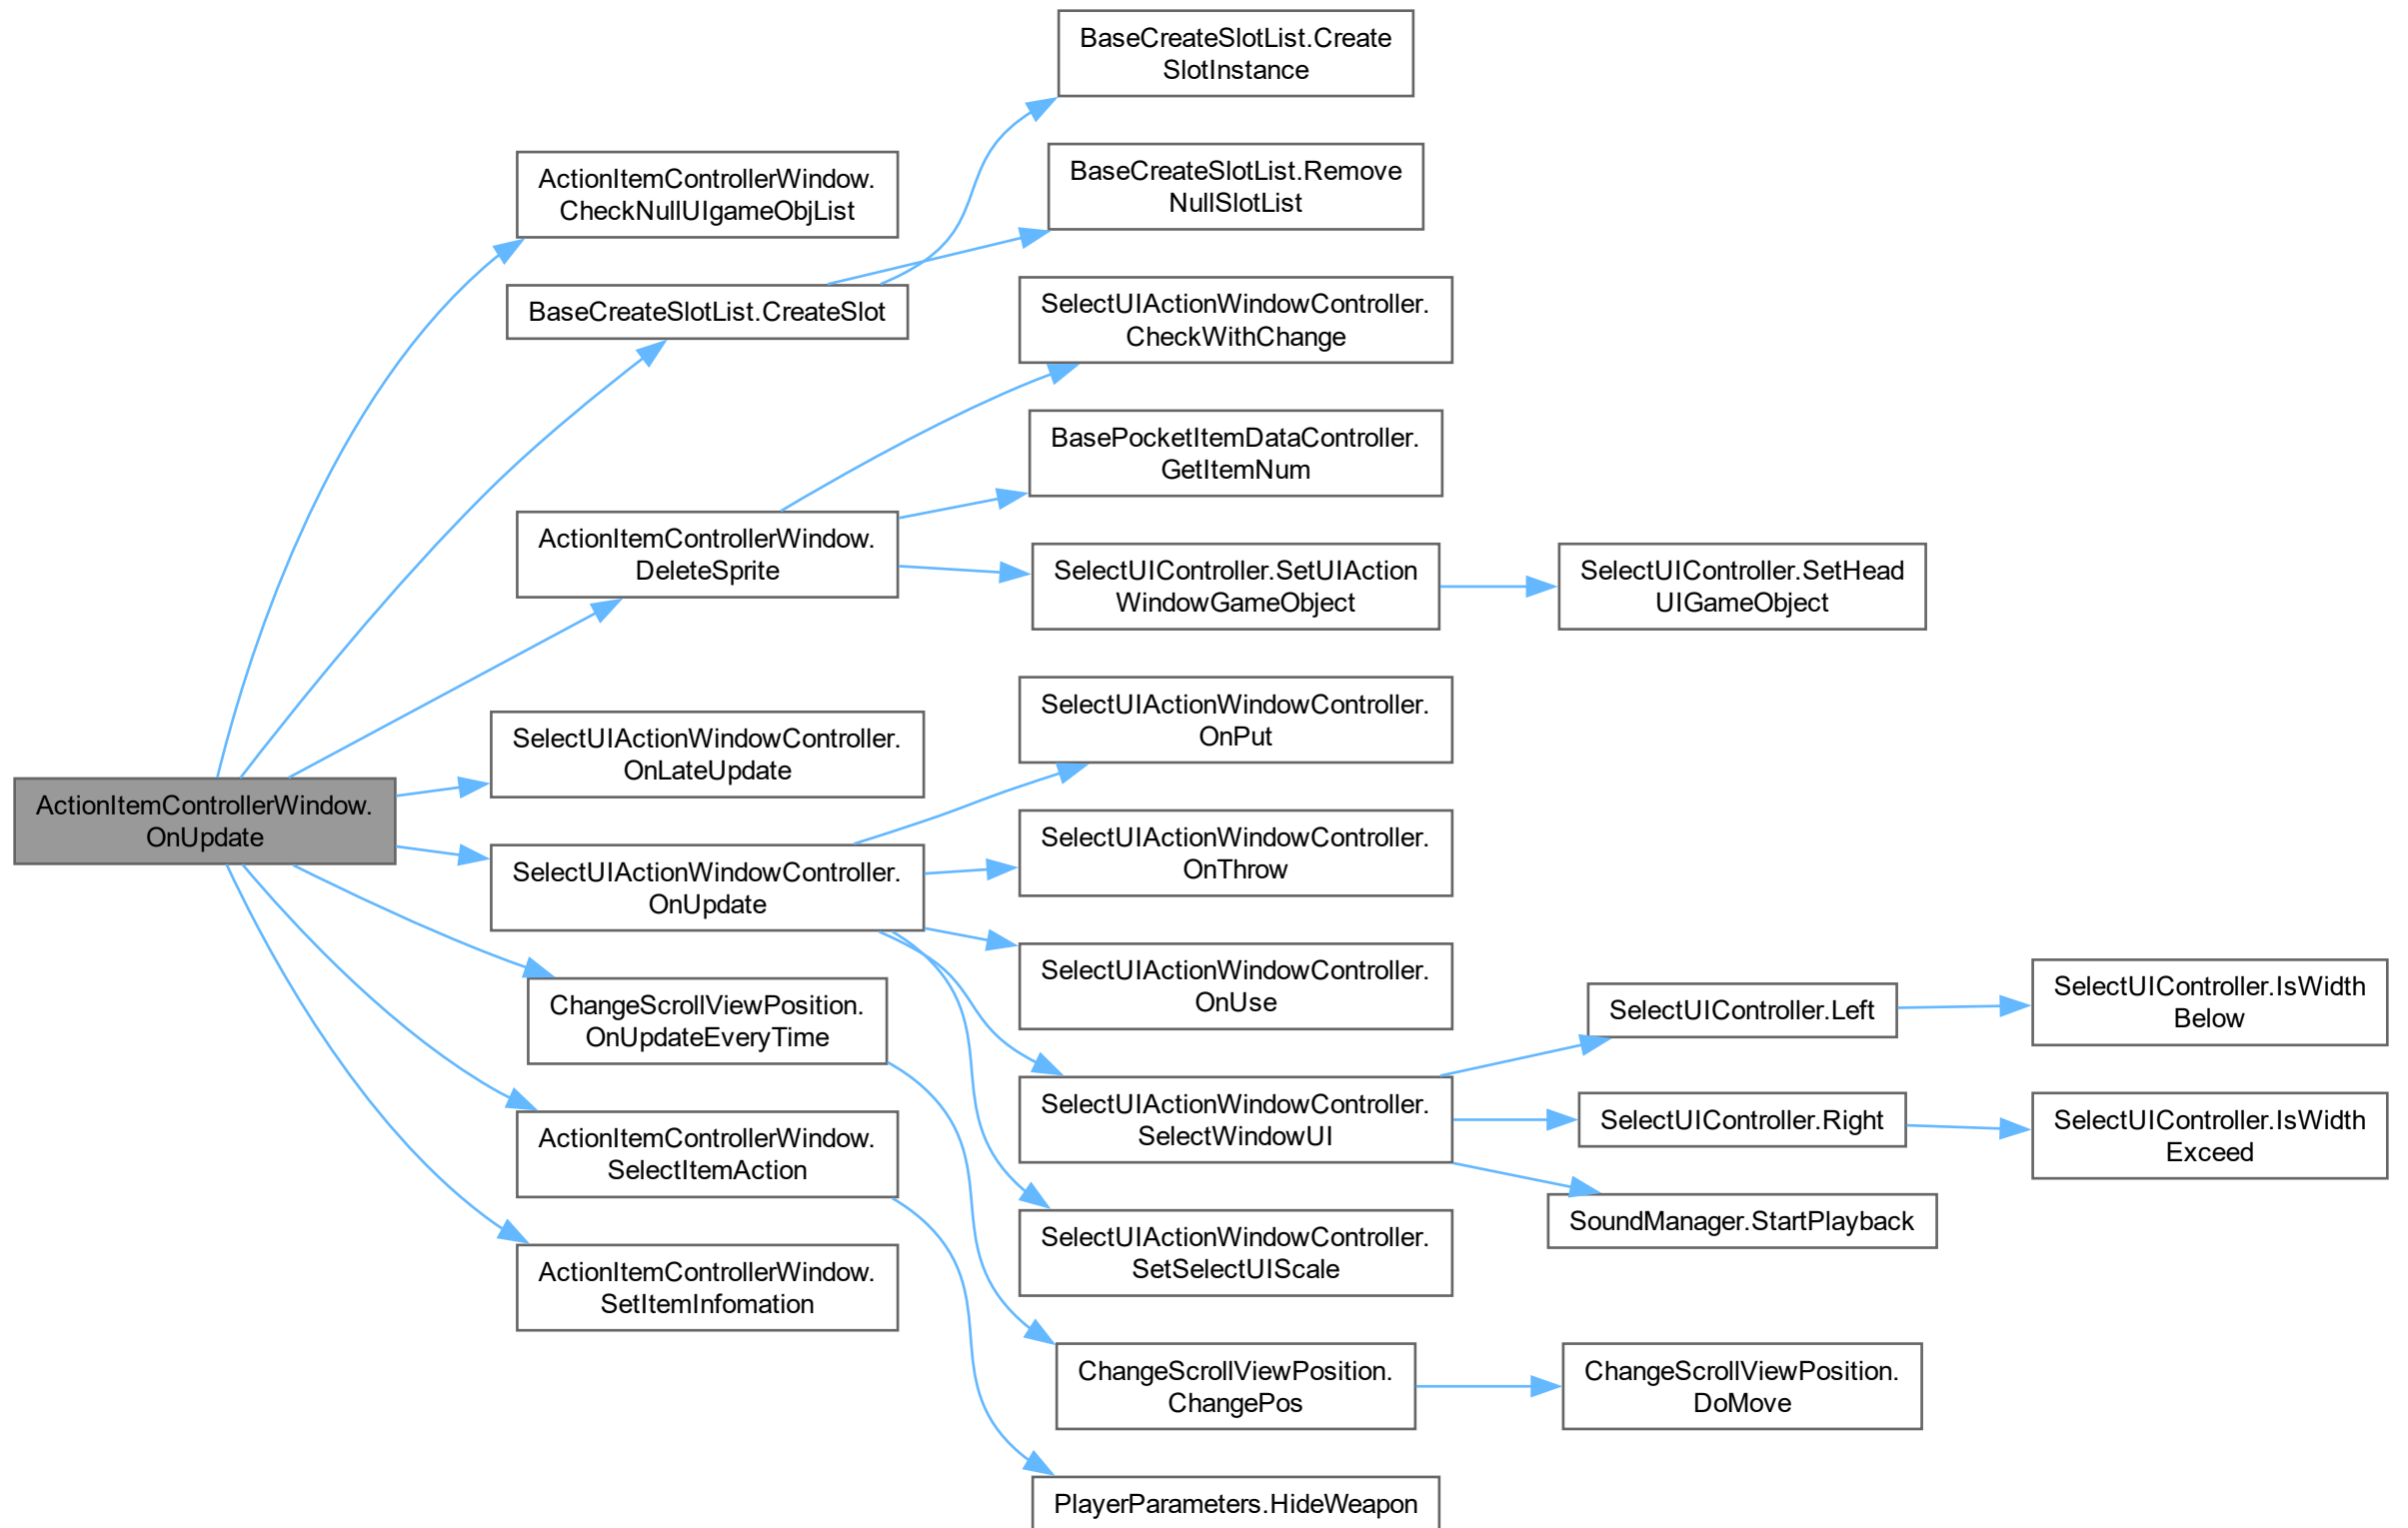 BaseCreateSlotList.Create
SlotInstance
ActionItemControllerWindow.
CheckNullUIgameObjList
BaseCreateSlotList.Remove
NullSlotList
BaseCreateSlotList.CreateSlot
SelectUIActionWindowController.
CheckWithChange
BasePocketItemDataController.
GetItemNum
ActionItemControllerWindow.
DeleteSprite
SelectUIController.SetUIAction
WindowGameObject
SelectUIController.SetHead
UIGameObject
SelectUIActionWindowController.
OnPut
SelectUIActionWindowController.
OnLateUpdate
ActionItemControllerWindow.
OnUpdate
SelectUIActionWindowController.
OnThrow
SelectUIActionWindowController.
OnUpdate
SelectUIActionWindowController.
OnUse
SelectUIController.Left
SelectUIController.IsWidth
Below
ChangeScrollViewPosition.
OnUpdateEveryTime
SelectUIActionWindowController.
SelectWindowUI
SelectUIController.Right
SelectUIController.IsWidth
Exceed
ActionItemControllerWindow.
SelectItemAction
SoundManager.StartPlayback
SelectUIActionWindowController.
SetSelectUIScale
ActionItemControllerWindow.
SetItemInfomation
ChangeScrollViewPosition.
ChangePos
ChangeScrollViewPosition.
DoMove
PlayerParameters.HideWeapon